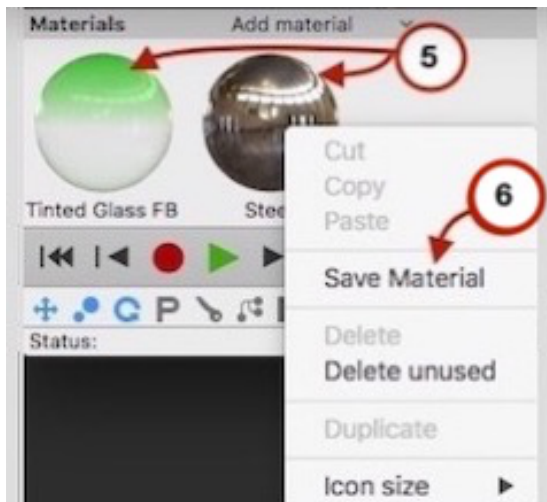 Materials Add material
5
Tinted Glass FB Stee
Cut
Copy
6
Paste
Save Material
P
Status:
Delete
Delete unused
Duplicate
Icon size